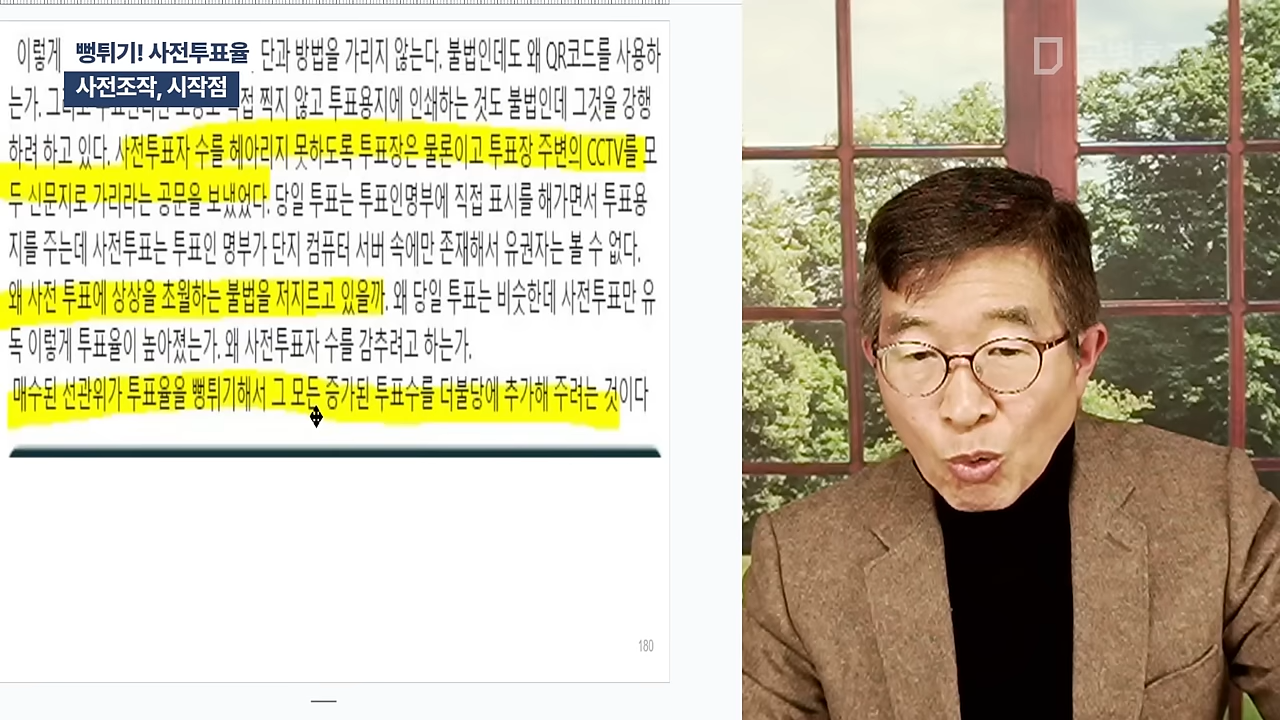 뻥튀기! 사전투표율
사전조작, 시작점
이렇게 단과 방법을 가리지 않는다. 불법인데도 왜 QR코드를 사용하
는가. 찍지 않고 투표용지에 인쇄하는 것도 불법인데 그것을 강행
하려 하고 있다. 사전투표자 수를 헤아리지 못하도록 투표장은 물론이고 투표장 주변의 CCTV를 모
두 신문지로 가리라는 공문을 보냈었다. 당일 투표는 투표인명부에 직접 표시를 해가면서 투표용
지를 주는데 사전투표는 투표인 명부가 단지 컴퓨터 서버 속에만 존재해서 유권자는 볼 수 없다.
왜 사전 투표에 상상을 초월하는 불법을 저지르고 있을까. 왜 당일 투표는 비슷한데 사전투표만 유
독 이렇게 투표율이 높아졌는가. 왜 사전투표자 수를 감추려고 하는가.
매수된 선관위가 투표율을 뻥튀기해서 그 모든 증가된 투표수를 더불당에 추가해 주려는 것이다
180